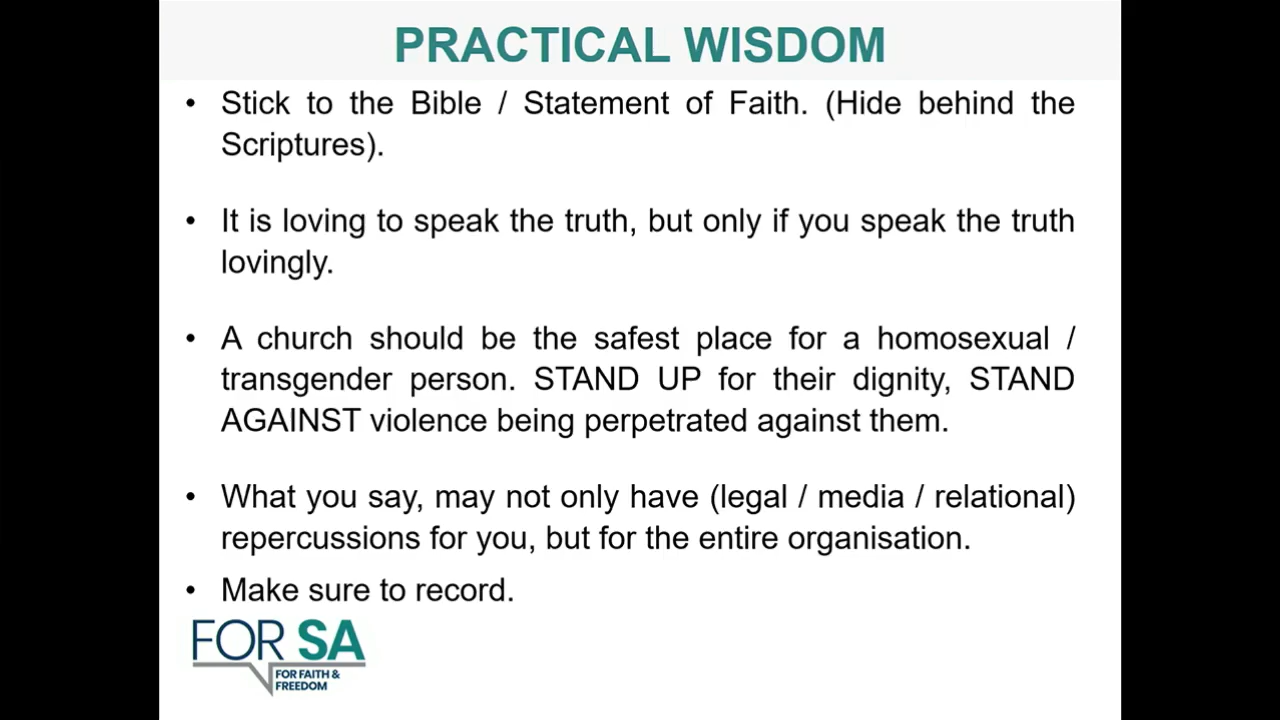 PRACTICAL WISDOM
• Stick to the Bible / Statement of Faith. (Hide behind the
Scriptures).
• It is loving to speak the truth, but only if you speak the truth
lovingly.
• A church should be the safest place for a homosexual /
transgender person. STAND UP for their dignity, STAND
AGAINST violence being perpetrated against them.
• What you say, may not only have (legal / media / relational)
repercussions for you, but for the entire organisation.
• Make sure to record.
FOR SA
FOR FAITH &
FREEDOM